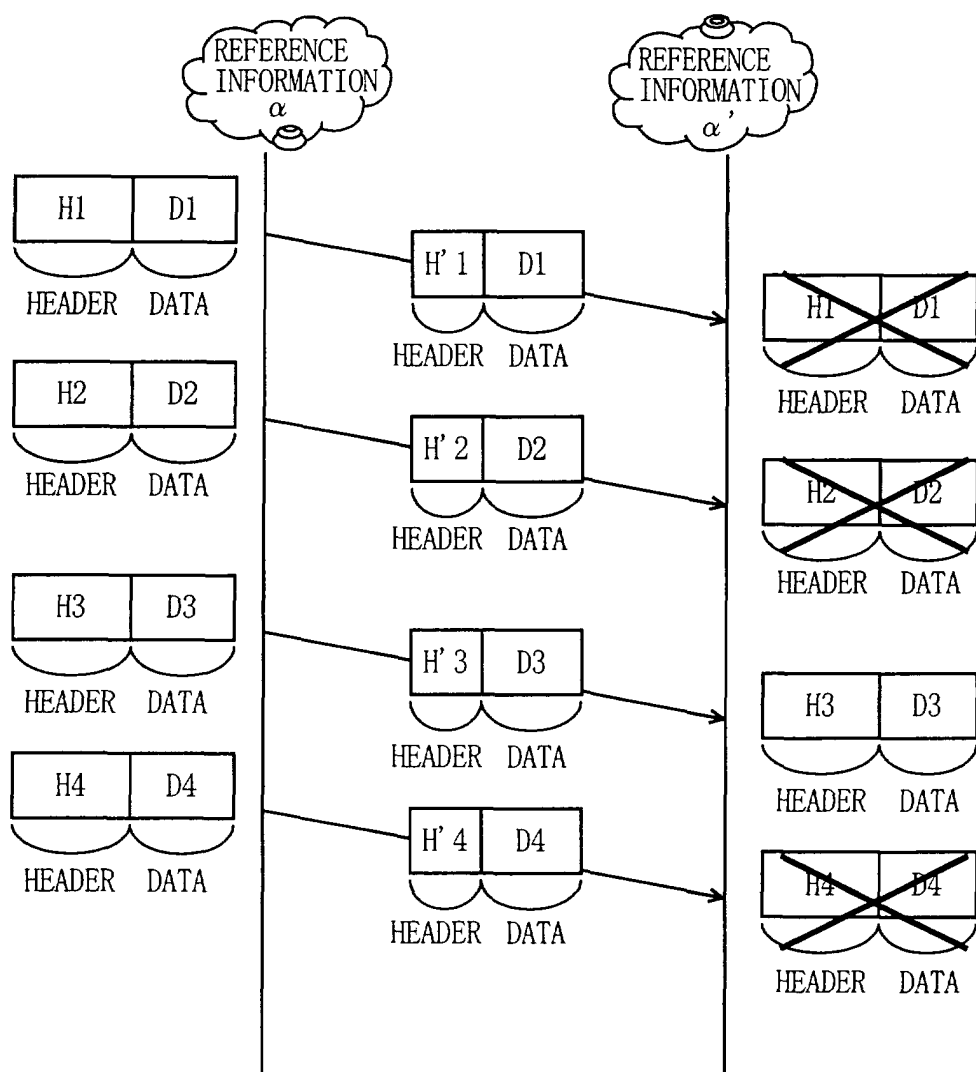 REFERENCE
INFORMATION
α
REFERENCE
INFORMATION
α'
H1 D1
HEADER DATA
H'1 D1
HEADER DATA
H1 D1
HEADER DATA
H2 D2
HEADER DATA
H'2 D2
HEADER DATA
H2 D2
HEADER DATA
H3 D3
HEADER DATA
H'3 D3
HEADER DATA
H3 D3
HEADER DATA
H4 D4
HEADER DATA
H'4 D4
HEADER DATA
H4 D4
HEADER DATA